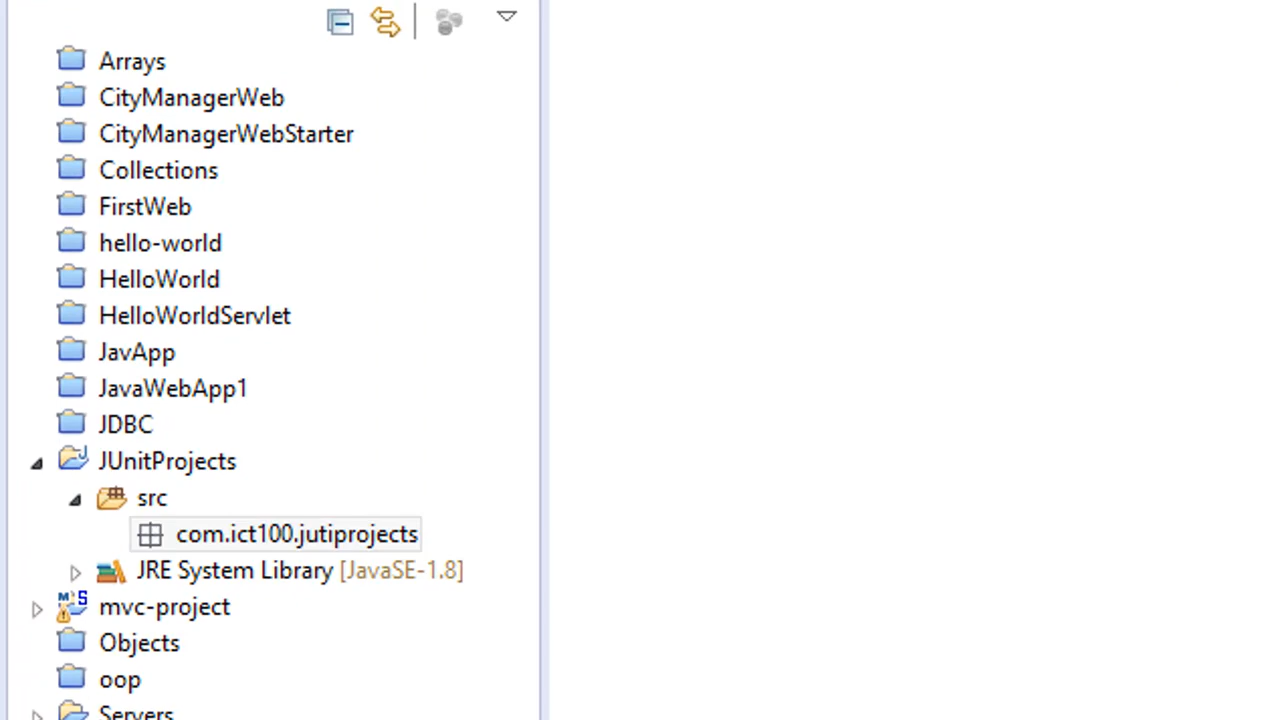 Arrays
CityManagerWeb
CityManagerWebStarter
Collections
FirstWeb
hello-world
HelloWorld
HelloWorldServlet
JavApp
JavaWebApp1
JDBC
JUnitProjects
src
com.ict100.jutiprojects
JRE System Library [JavaSE-1.8]
mvc-project
Objects
oop
Servers